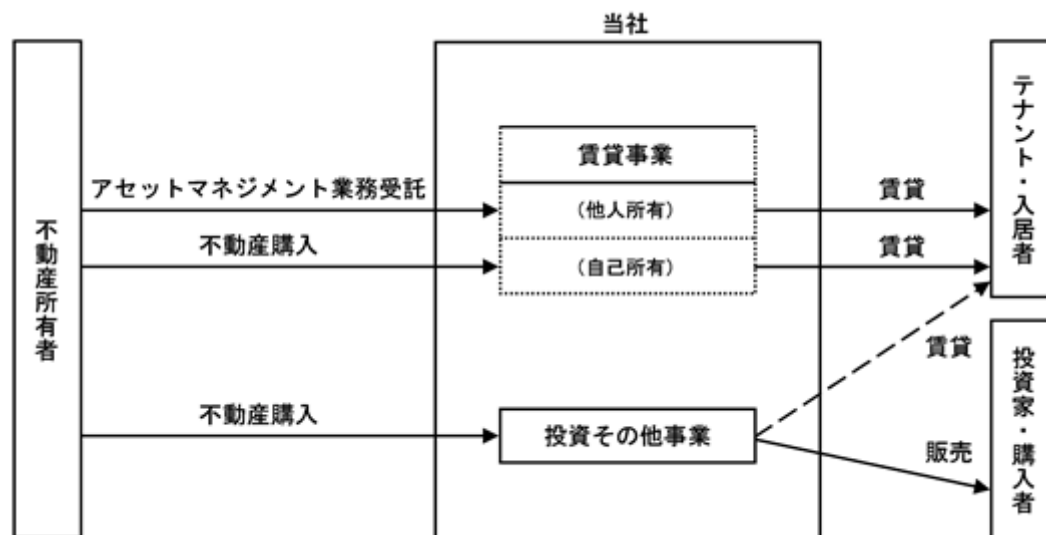 当社
不動産所有者
アセットマネジメント業務受託
不動産購入
不動産購入
賃貸事業
（他人所有）
（自己所有）
投資その他事業
賃貸
賃貸
賃貸
販売
テナント・入居者
投資家・購入者